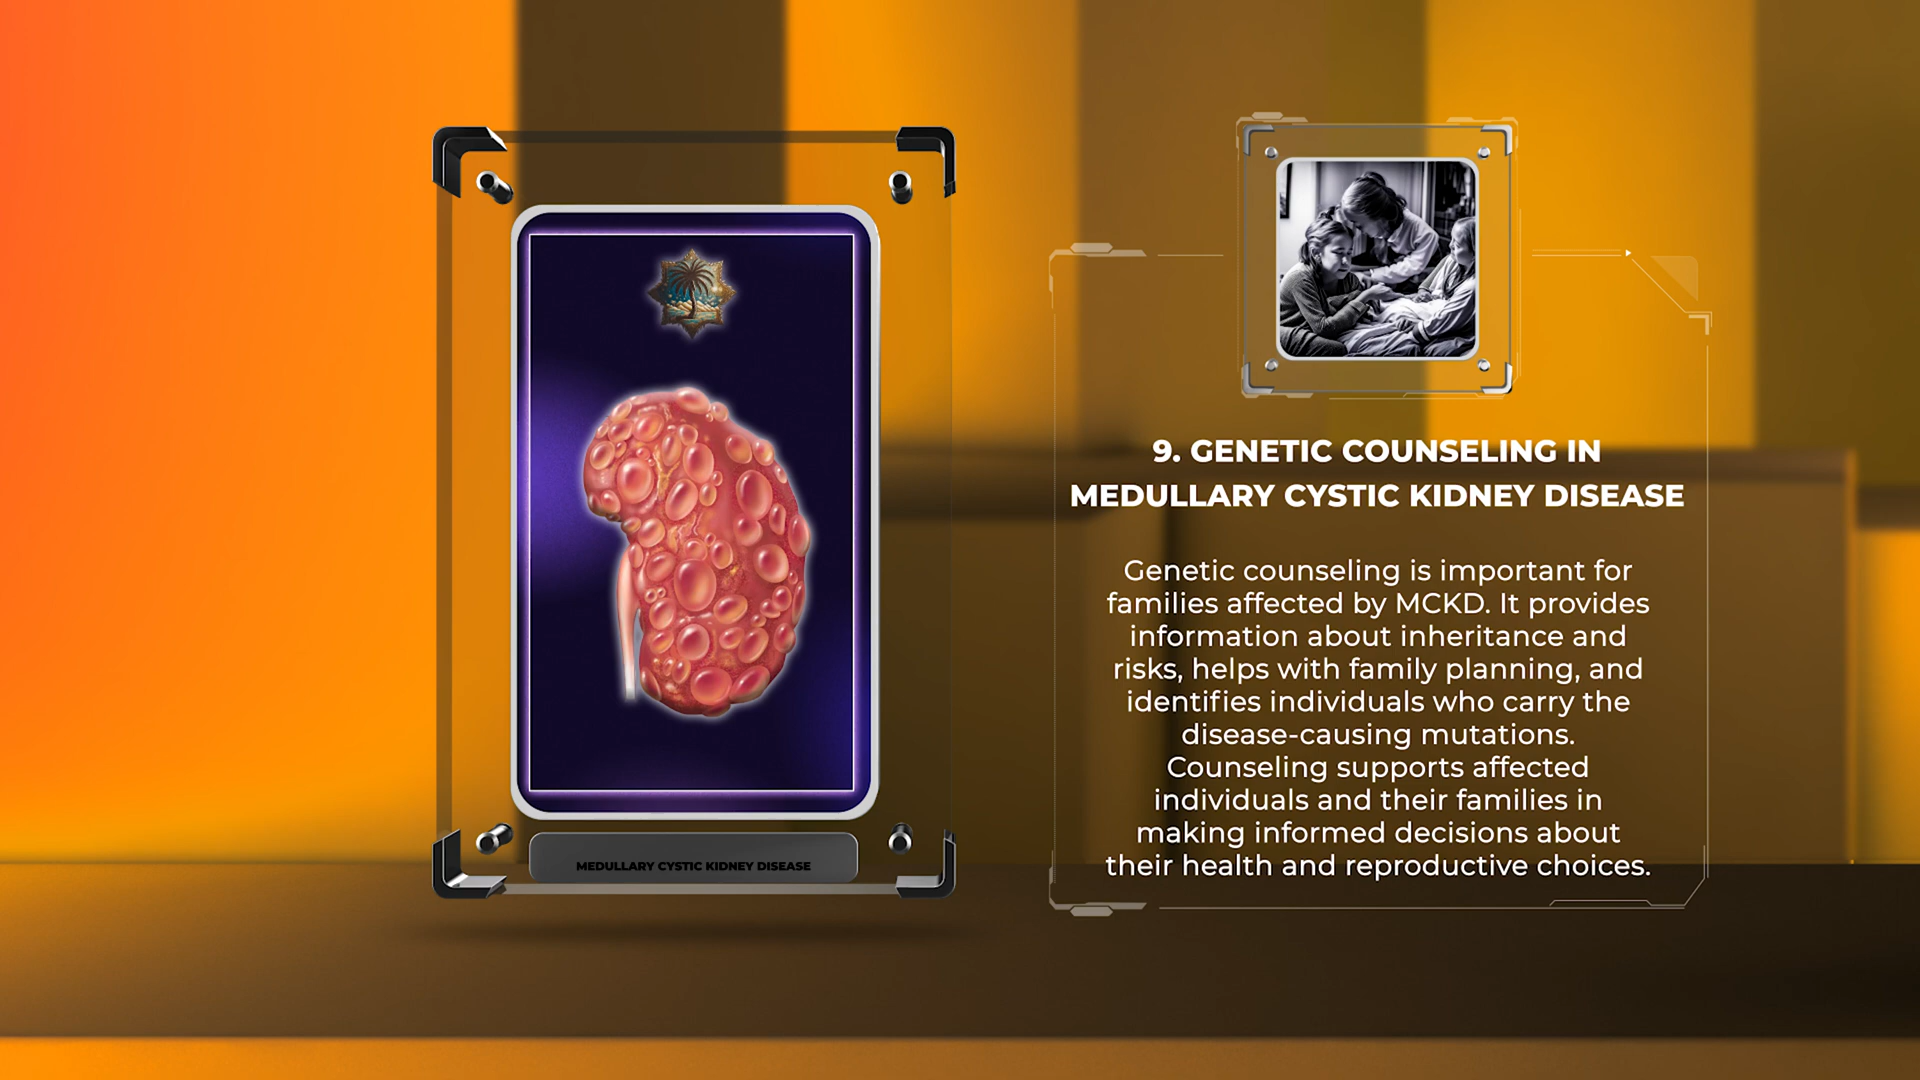 9. GENETIC COUNSELING IN
MEDULLARY CYSTIC KIDNEY DISEASE
Genetic counseling is important for
families affected by MCKD. It provides
information about inheritance and
risks, helps with family planning, and
identifies individuals who carry the
disease-causing mutations.
Counseling supports affected
individuals and their families in
making informed decisions about
their health and reproductive choices.
MEDULLARY CYSTIC KIDNEY DISEASE